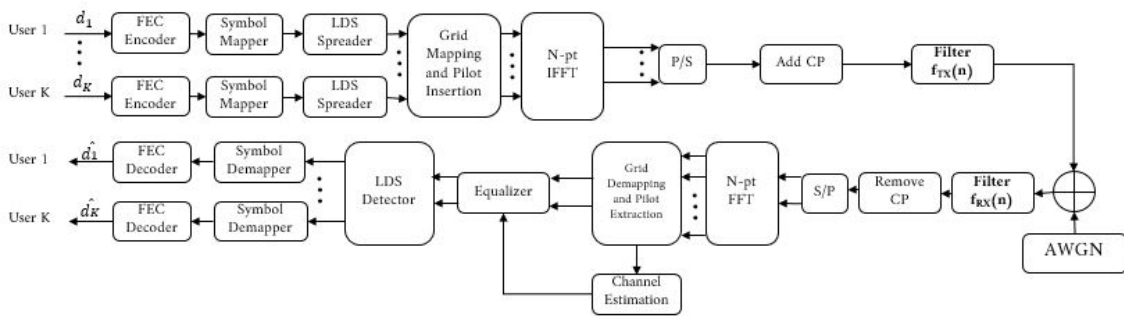 User 1
d1
FEC
Encoder
Symbol
Mapper
LDS
Spreader
Grid
Mapping
and Pilot
Insertion
N-pt
IFFT
P/S
Add CP
Filter
fTX(n)
User K
dK
FEC
Encoder
Symbol
Mapper
LDS
Spreader
User 1
d̂1
FEC
Decoder
Symbol
Demapper
LDS
Detector
Equalizer
Grid
Demapping
and Pilot
Extraction
N-pt
FFT
S/P
Remove
CP
Filter
fRX(n)
User K
d̂K
FEC
Decoder
Symbol
Demapper
AWGN
Channel
Estimation